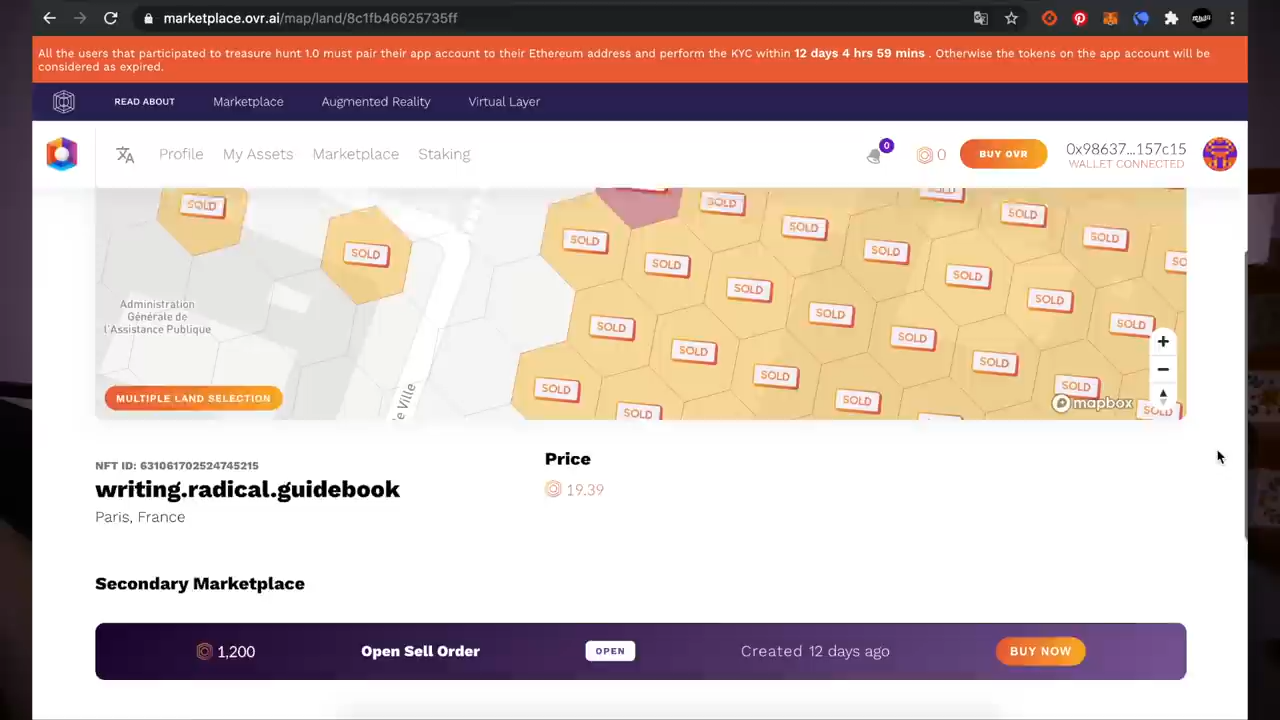 marketplace.ovr.ai/map/land/8c1fb46625735ff
All the users that participated to treasure hunt 1.0 must pair their app account to their Ethereum address and perform the KYC within 12 days 4 hrs 59 mins . Otherwise the tokens on the app account will be
considered as expired.
READ ABOUT Marketplace Augmented Reality Virtual Layer
Profile My Assets Marketplace Staking 0 0 BUY OVR 0x98637...157c15
WALLET CONNECTED
SOLD SOLD SOLD SOLD
SOLD SOLD SOLD
SOLD SOLD SOLD
SOLD SOLD SO
SOLD SOLD
Administration
Générale de
l'Assistance Publique
SOLD SOLD SOLD
SOLD SOLD
SOLD
SOLD SOLD SOLD
MULTIPLE LAND SELECTION
e Ville
SOLD
mapbox
SOLD SOLD
NFT ID: 631061702524745215
writing.radical.guidebook
Paris, France
Price
19.39
Secondary Marketplace
1,200 Open Sell Order OPEN Created 12 days ago BUY NOW